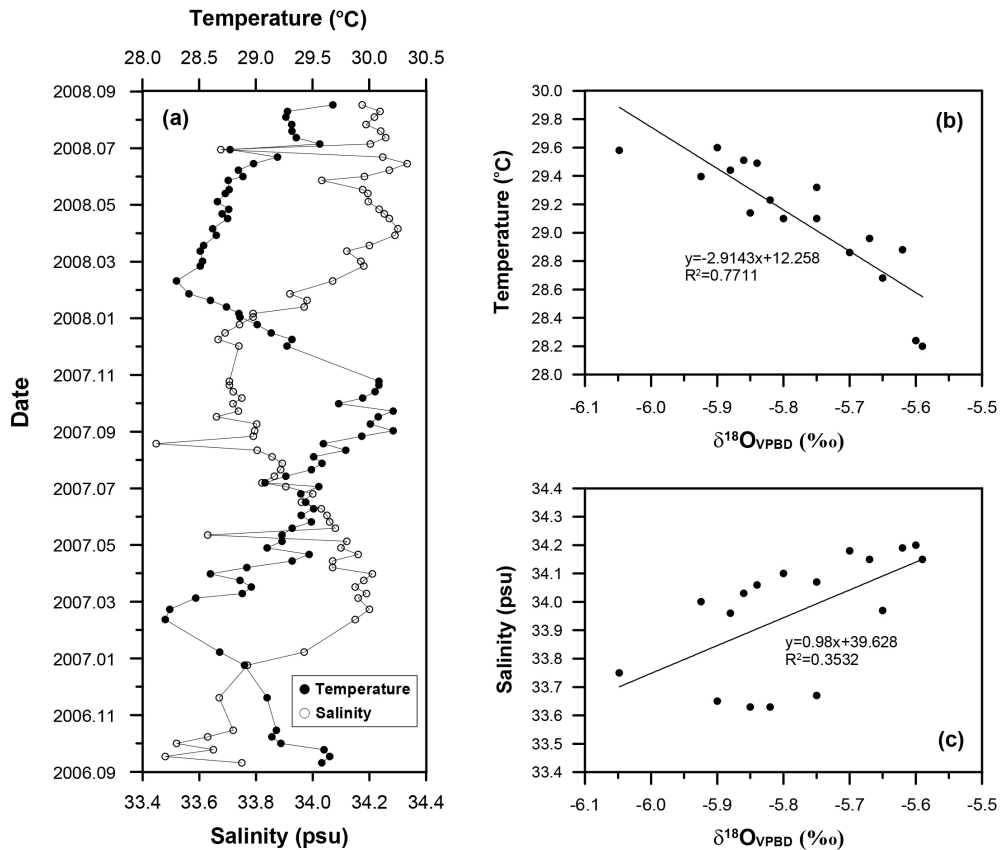 Temperature (°C)
28.0 28.6 29.2 29.6 30.2 30.5
(a)
Date
2008.09
2008.07
2008.05
2008.03
2008.01
2007.11
2007.09
2007.07
2007.05
2007.03
2007.01
2006.11
2006.09
Temperature
Salinity
33.4 33.6 33.8 34.0 34.2 34.4
Salinity (psu)
(b)
Temperature (°C)
30.0
29.8
29.6
29.4
29.2
29.0
28.8
28.6
28.4
28.2
28.0
y=-2.9143x+12.258
R²=0.7711
-6.1 -6.0 -5.9 -5.8 -5.7 -5.6 -5.5
δ¹⁸OVPBD (‰)
Salinity (psu)
34.4
34.3
34.2
34.1
34.0
33.9
33.8
33.7
33.6
33.5
33.4
y=0.98x+39.628
R²=0.3532
(c)
-6.1 -6.0 -5.9 -5.8 -5.7 -5.6 -5.5
δ¹⁸OVPBD (‰)